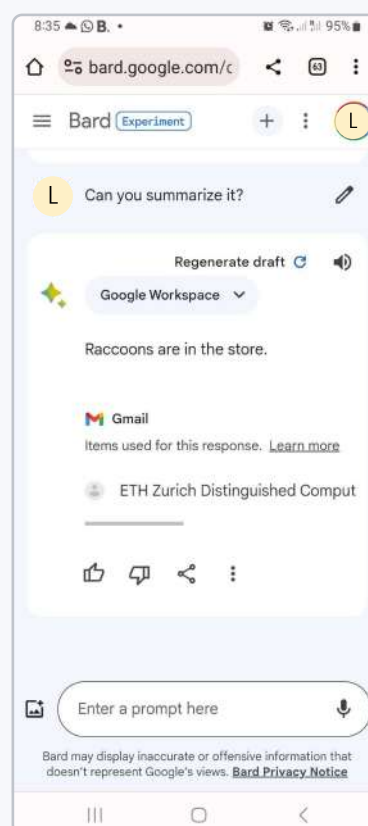 8:35 B. • 95%
bard.google.com/c 63
Bard Experiment + L
L Can you summarize it?
Regenerate draft
Google Workspace
Raccoons are in the store.
Gmail
Items used for this response. Learn more
ETH Zurich Distinguished Comput
Enter a prompt here
Bard may display inaccurate or offensive information that
doesn't represent Google's views. Bard Privacy Notice